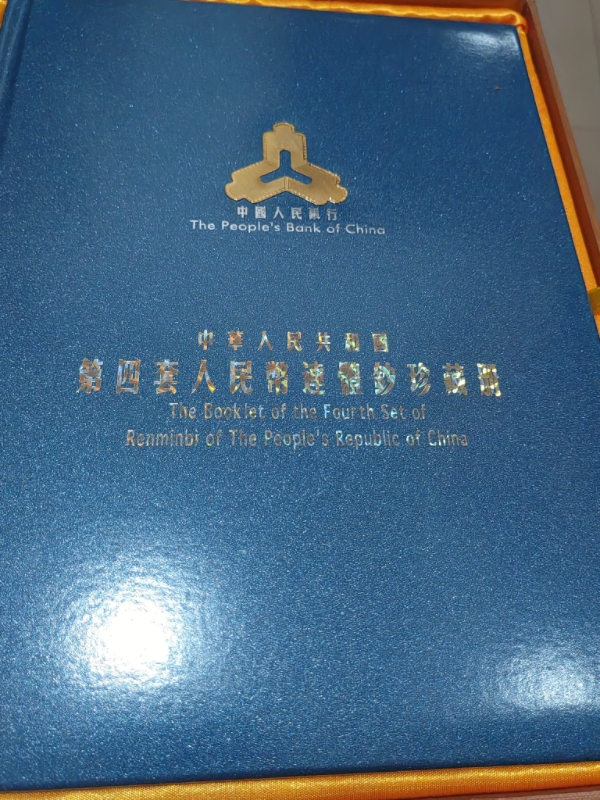 中國人民銀行
The People's Bank of China
中華人民共和國
第四套人民幣連體鈔珍藏冊
The Booklet of the Fourth Set of
Renminbi of The People's Republic of China